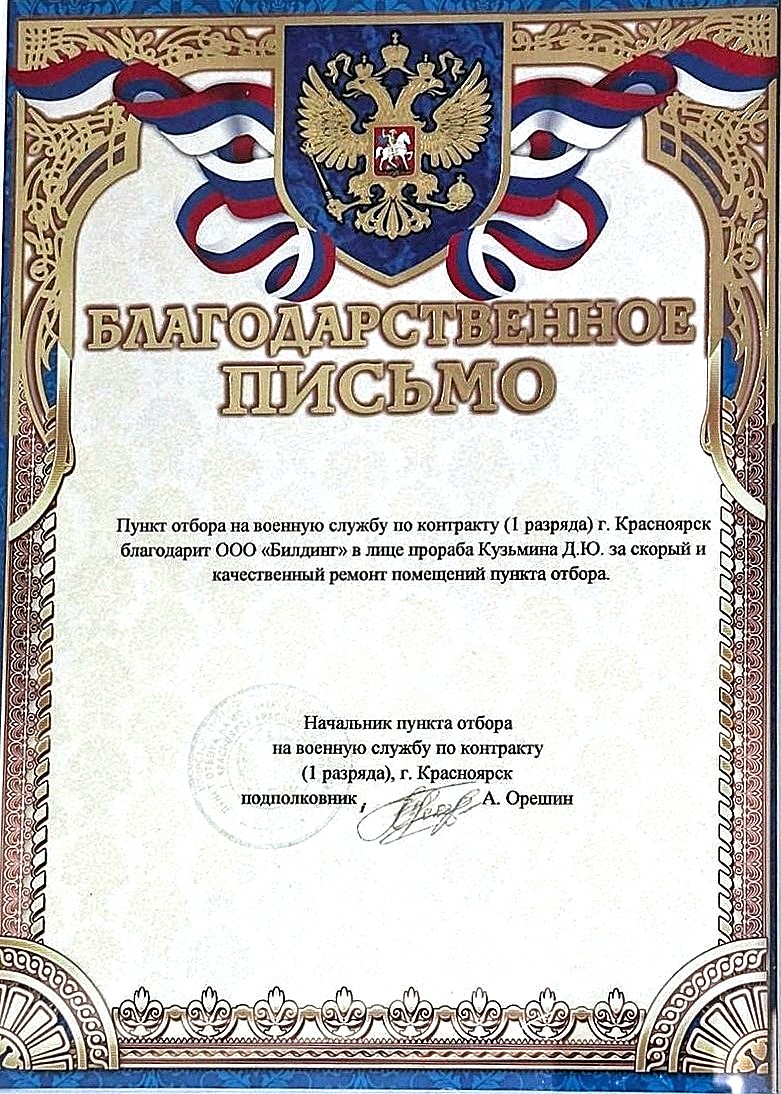 БЛАГОДАРСТВЕННОЕ
ПИСЬМО
Пункт отбора на военную службу по контракту (1 разряда) г. Красноярск
благодарит ООО «Билдинг» в лице прораба Кузьмина Д.Ю. за скорый и
качественный ремонт помещений пункта отбора.
Начальник пункта отбора
на военную службу по контракту
(1 разряда), г. Красноярск
подполковник А. Орешин